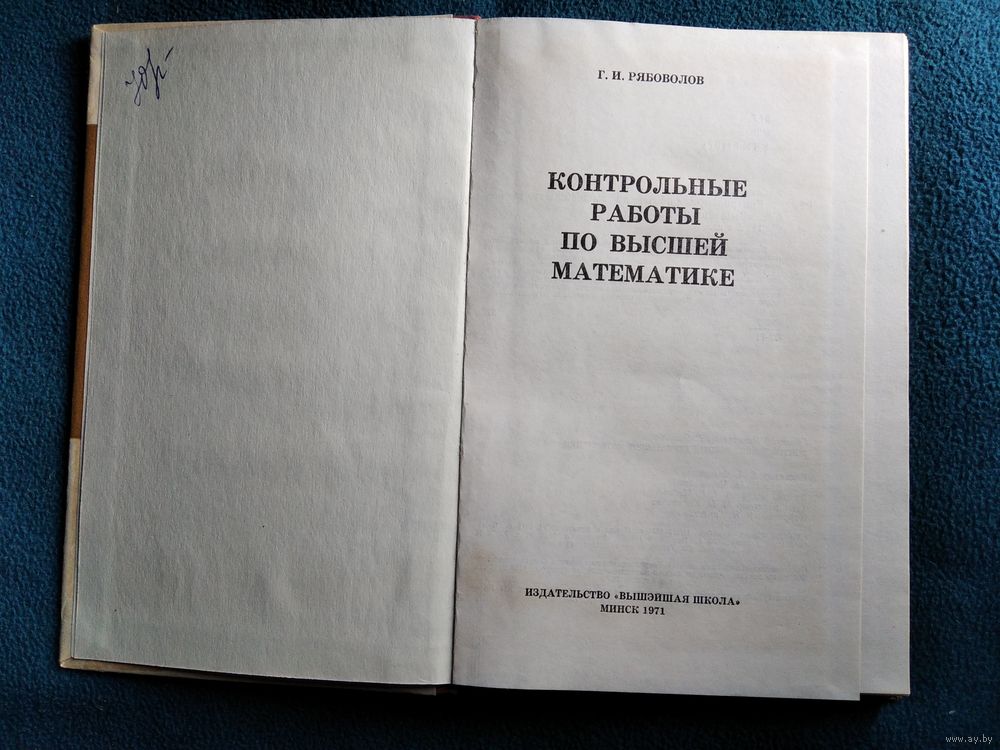 Г. И. РЯБОВОЛОВ
КОНТРОЛЬНЫЕ
РАБОТЫ
ПО ВЫСШЕЙ
МАТЕМАТИКЕ
ИЗДАТЕЛЬСТВО «ВЫШЭЙШАЯ ШКОЛА»
МИНСК 1971
www.ay.by